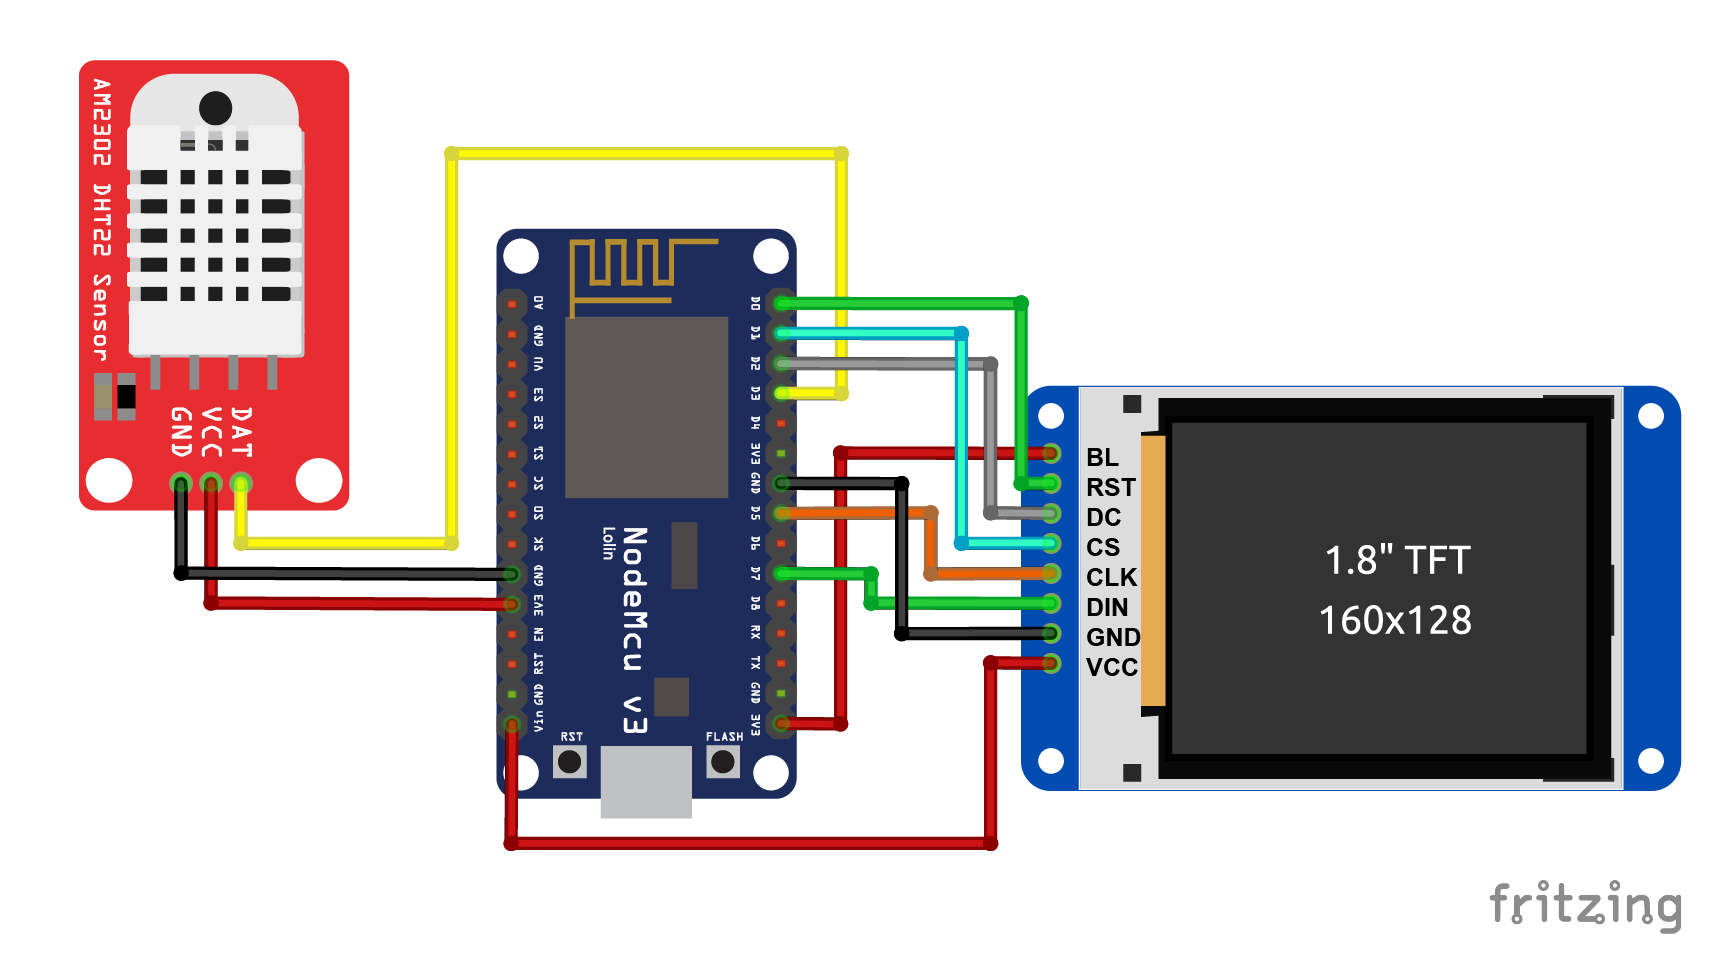 AM2302 DHT22 Sensor
GND
VCC
DAT
A0
GND
VU
S3
S2
S1
SC
SO
SK
GND
3V3
EN
RST
GND
Vin
D0
D1
D2
D3
D4
3V3
GND
D5
D6
D7
D8
RX
TX
GND
3V3
NodeMcu v3
Lolin
RST
FLASH
BL
RST
DC
CS
CLK
DIN
GND
VCC
1.8" TFT
160x128
fritzing